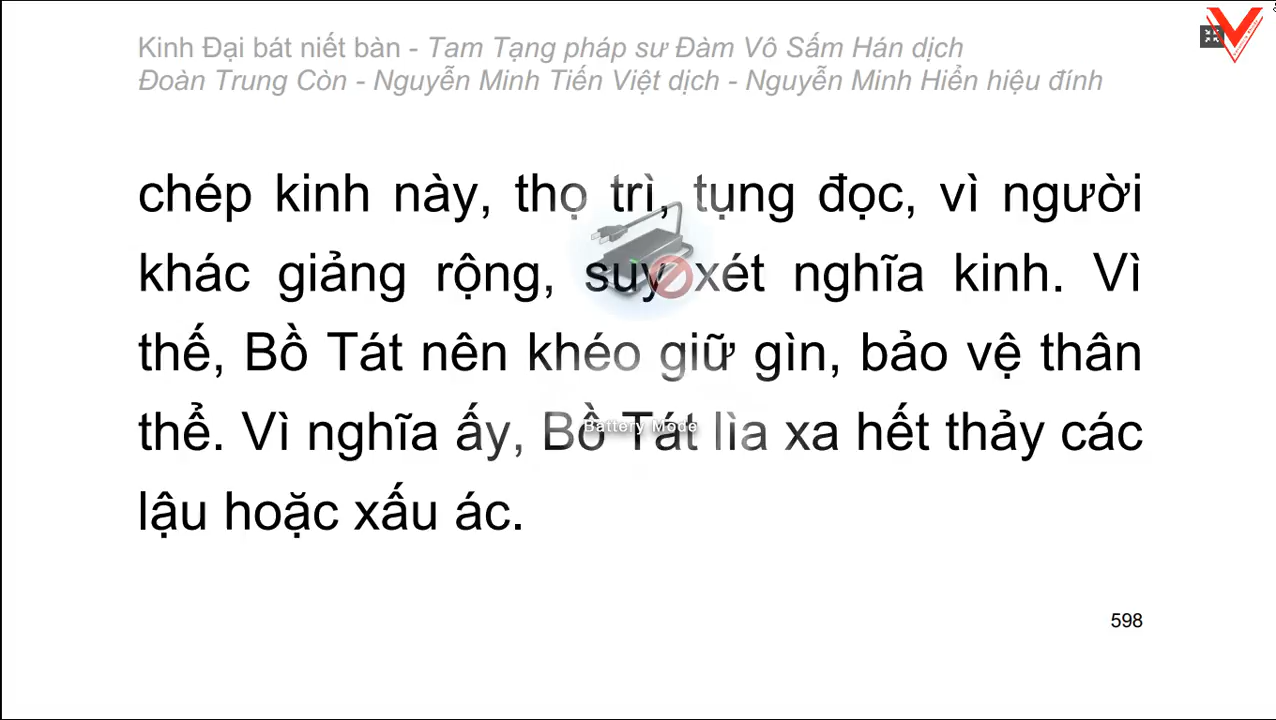 Kinh Đại bát niết bàn - Tam Tạng pháp sư Đàm Vô Sấm Hán dịch
Đoàn Trung Còn - Nguyễn Minh Tiến Việt dịch - Nguyễn Minh Hiển hiệu đính
chép kinh này, thọ trì, tụng đọc, vì người
khác giảng rộng, suy xét nghĩa kinh. Vì
thế, Bồ Tát nên khéo giữ gìn, bảo vệ thân
thể. Vì nghĩa ấy, Bồ Tát lìa xa hết thảy các
lậu hoặc xấu ác.
Battery Mode
598